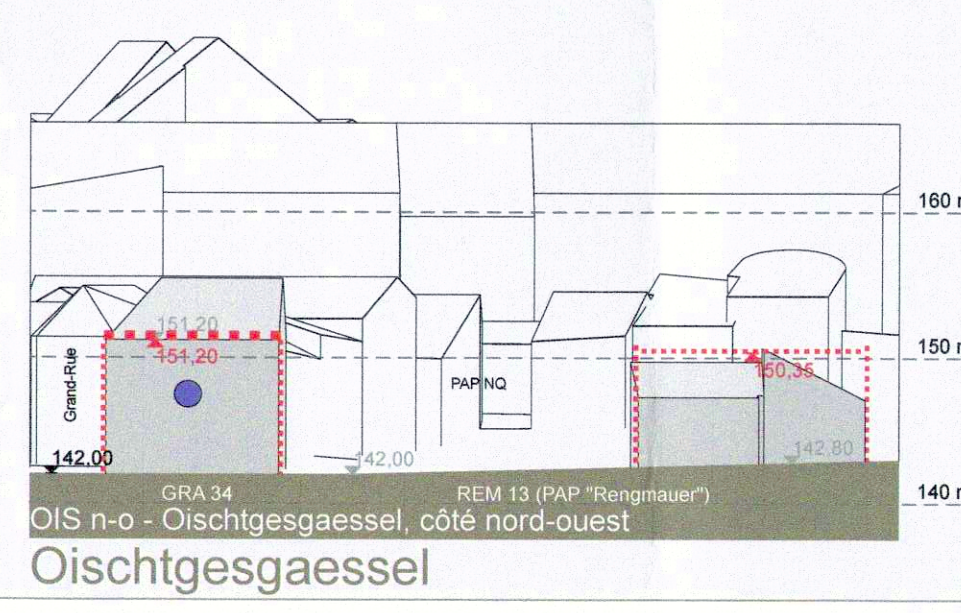 160 m
151,20
151,20
150 m
150,35
Grand-Rue
PAP NQ
142,80
142,00
142,00
140 m
GRA 34
REM 13 (PAP "Rengmauer")
OIS n-o - Oischtgesgaessel, côté nord-ouest
Oischtgesgaessel